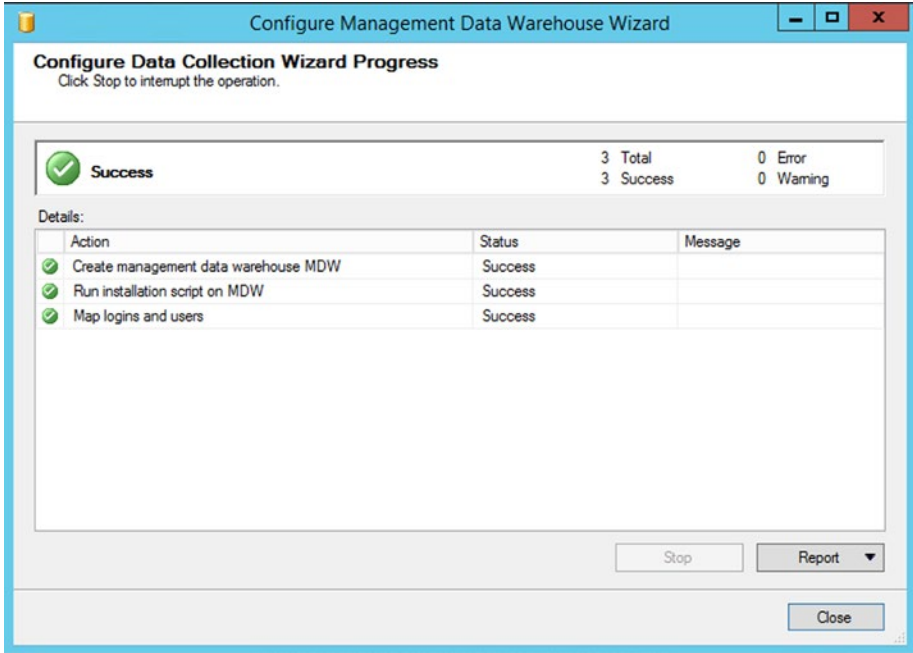 Configure Management Data Warehouse Wizard
Configure Data Collection Wizard Progress
Click Stop to interrupt the operation.
Success 3 Total 0 Error
3 Success 0 Warning
Details:
Action Status Message
Create management data warehouse MDW Success
Run installation script on MDW Success
Map logins and users Success
Stop Report
Close